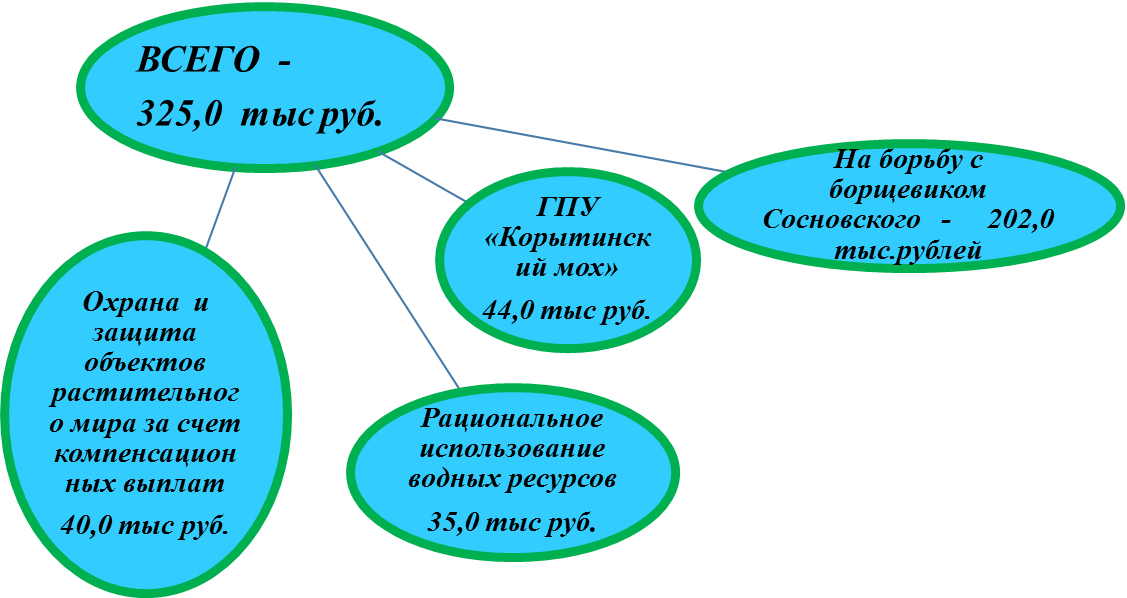 ВСЕГО -
325,0 тыс руб.
На борьбу с
борщевиком
Сосновского - 202,0
тыс.рублей
ГПУ
«Корытинск
ий мох»
44,0 тыс руб.
Охрана и
защита
объектов
растительног
о мира за счет
компенсацион
ных выплат
40,0 тыс руб.
Рациональное
использование
водных ресурсов
35,0 тыс руб.